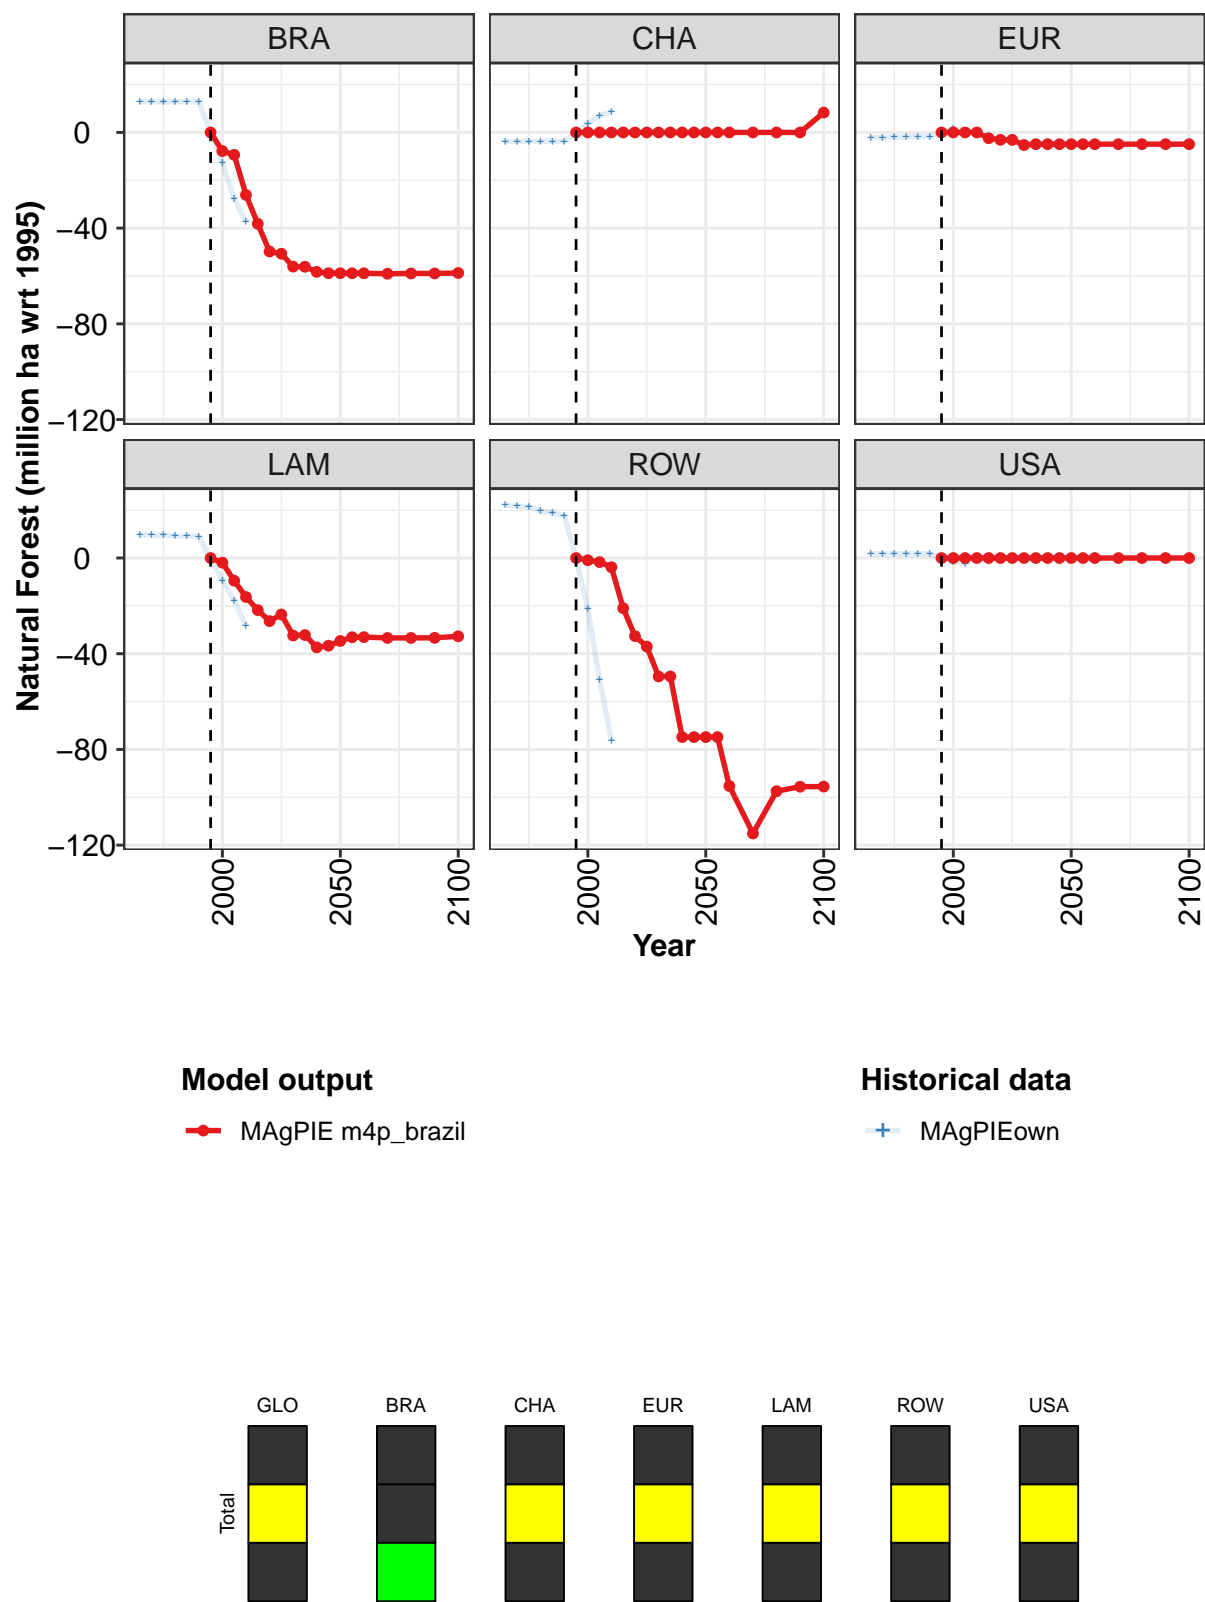 BRA
CHA
EUR
0
−40
−80
−120
LAM
ROW
USA
0
−40
−80
−120
Natural Forest (million ha wrt 1995)
2000
2050
2100
2000
2050
2100
2000
2050
2100
Year
Model output
MAgPIE m4p_brazil
Historical data
MAgPIEown
GLO
BRA
CHA
EUR
LAM
ROW
USA
Total